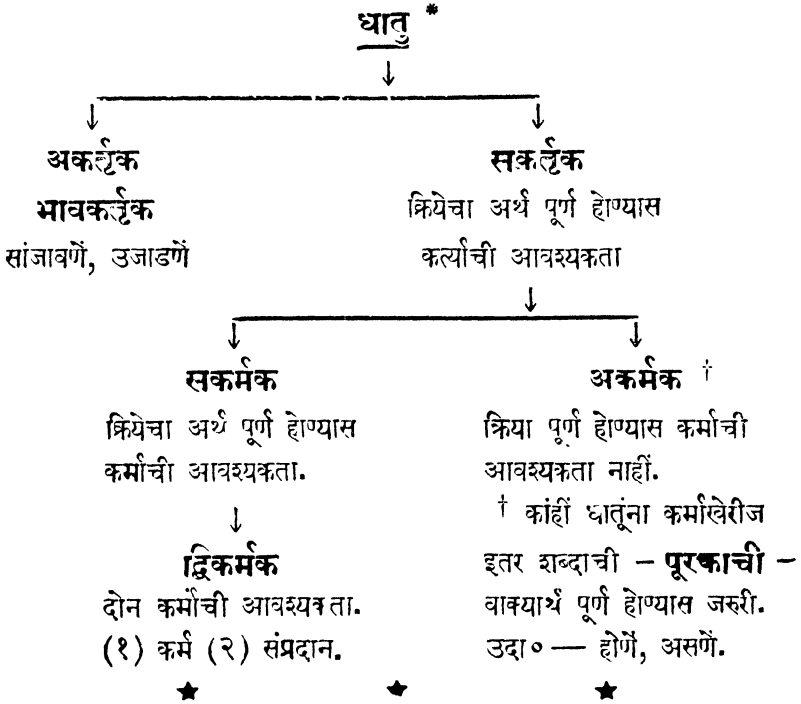 धातु *
अकर्तृक
भावकर्तृक
सांजावणें, उजाडणें
सकर्तृक
क्रियेचा अर्थ पूर्ण होण्यास
कर्त्याची आवश्यकता
सकर्मक
क्रियेचा अर्थ पूर्ण होण्यास
कर्माची आवश्यकता.
द्विकर्मक
दोन कर्मांची आवश्यकता.
(१) कर्म (२) संप्रदान.
अकर्मक †
क्रिया पूर्ण होण्यास कर्माची
आवश्यकता नाहीं.
† कांहीं धातूंना कर्माखेरीज
इतर शब्दाची – पूरकाची –
वाक्यार्थ पूर्ण होण्यास जरुरी.
उदा० — होणें, असणें.